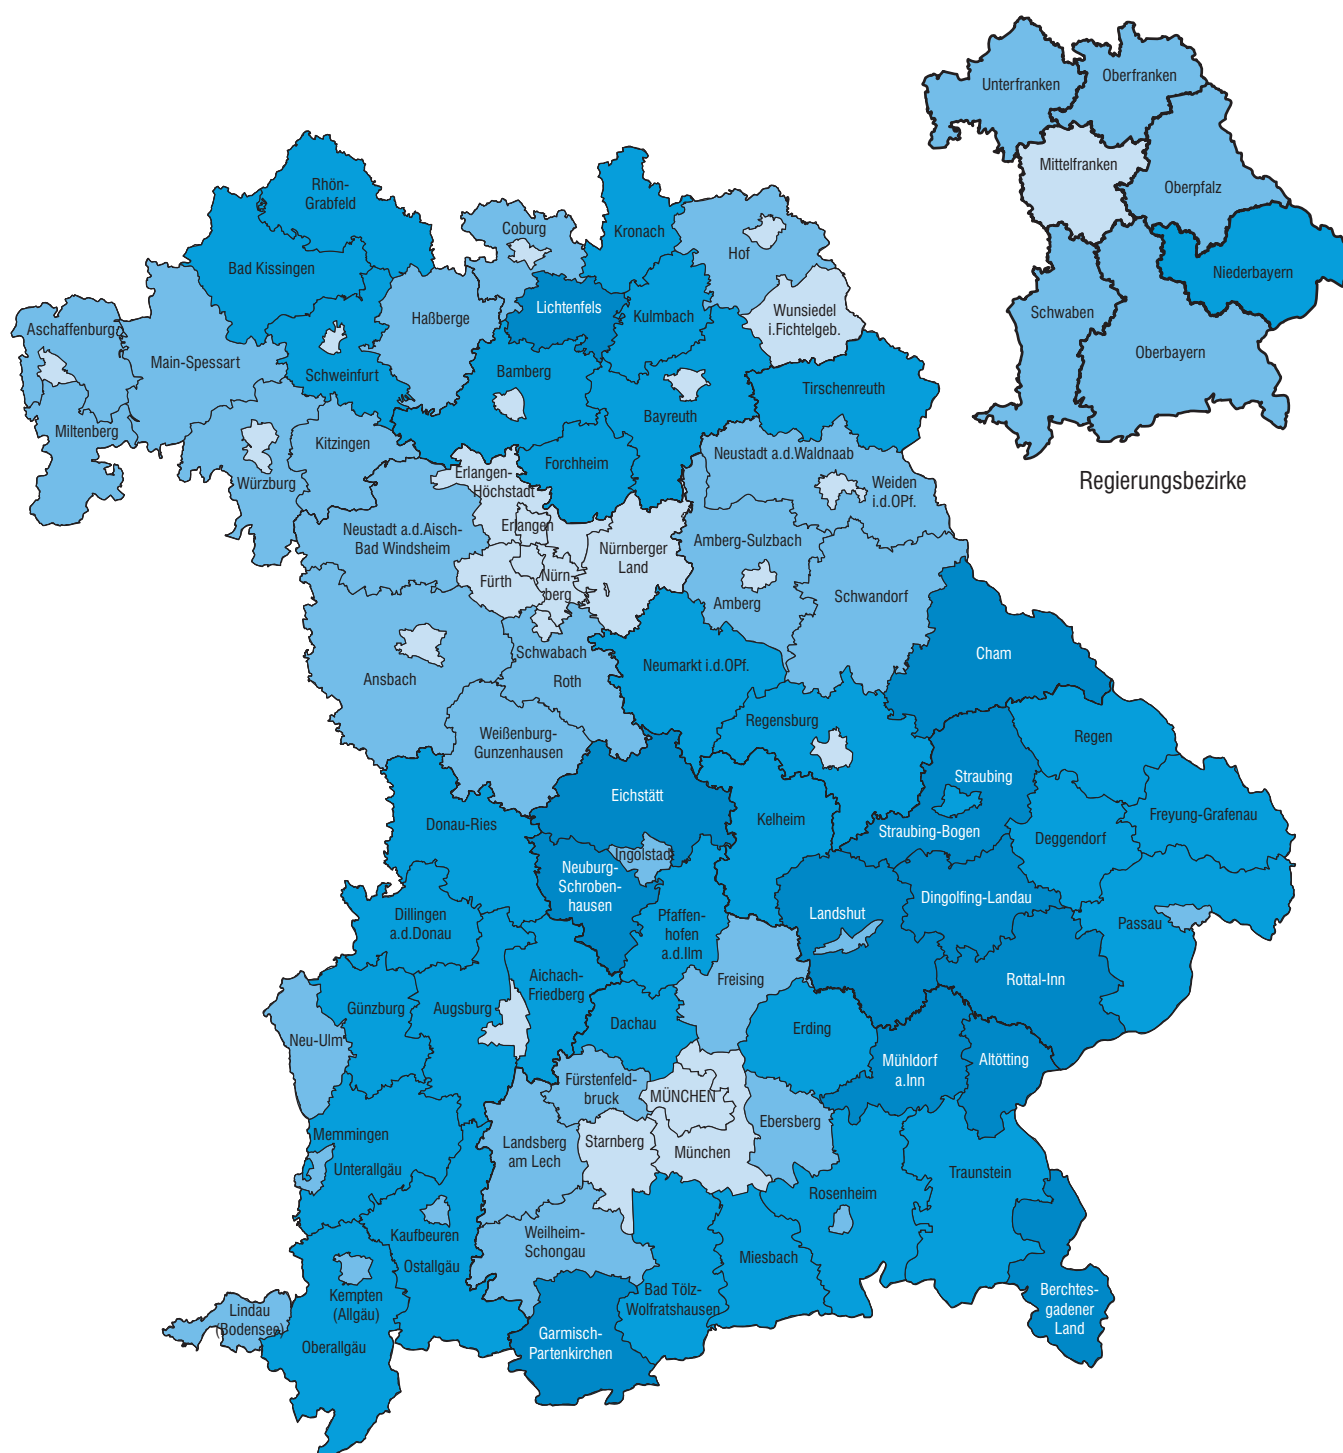 Unterfranken
Oberfranken
Mittelfranken
Oberpfalz
Niederbayern
Schwaben
Oberbayern
Regierungsbezirke
Rhön-
Grabfeld
Bad Kissingen
Coburg
Kronach
Hof
Lichtenfels
Kulmbach
Wunsiedel
i.Fichtelgeb.
Aschaffenburg
Main-Spessart
Haßberge
Schweinfurt
Bamberg
Bayreuth
Tirschenreuth
Miltenberg
Kitzingen
Würzburg
Forchheim
Erlangen-
Höchstadt
Neustadt a.d.Waldnaab
Weiden
i.d.OPf.
Neustadt a.d.Aisch-
Bad Windsheim
Erlangen
Nürnberger
Land
Amberg-Sulzbach
Fürth
Nürn-
berg
Amberg
Schwandorf
Schwabach
Roth
Ansbach
Neumarkt i.d.OPf.
Cham
Weißenburg-
Gunzenhausen
Regensburg
Regen
Eichstätt
Straubing
Donau-Ries
Kelheim
Straubing-Bogen
Deggendorf
Freyung-Grafenau
Ingolstadt
Neuburg-
Schroben-
hausen
Dillingen
a.d.Donau
Pfaffen-
hofen
a.d.Ilm
Landshut
Dingolfing-Landau
Passau
Rottal-Inn
Freising
Aichach-
Friedberg
Günzburg
Augsburg
Dachau
Erding
Neu-Ulm
Mühldorf
a.Inn
Altötting
Fürstenfeld-
bruck
MÜNCHEN
Ebersberg
Memmingen
Unterallgäu
Landsberg
am Lech
Starnberg
München
Rosenheim
Traunstein
Kaufbeuren
Ostallgäu
Weilheim-
Schongau
Miesbach
Bad Tölz-
Wolfratshausen
Kempten
(Allgäu)
Lindau
(Bodensee)
Oberallgäu
Garmisch-
Partenkirchen
Berchtes-
gadener
Land